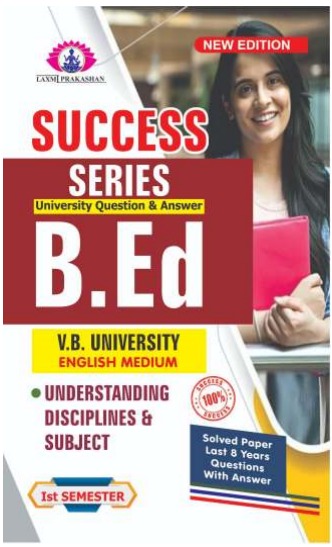 NEW EDITION
LAXMI PRAKASHAN
SUCCESS
SERIES
University Question & Answer
B.Ed
V.B. UNIVERSITY
ENGLISH MEDIUM
UNDERSTANDING
DISCIPLINES &
SUBJECT
SUCCESS
100%
SUCCESS
Solved Paper
Last 8 Years
Questions
With Answer
1st SEMESTER